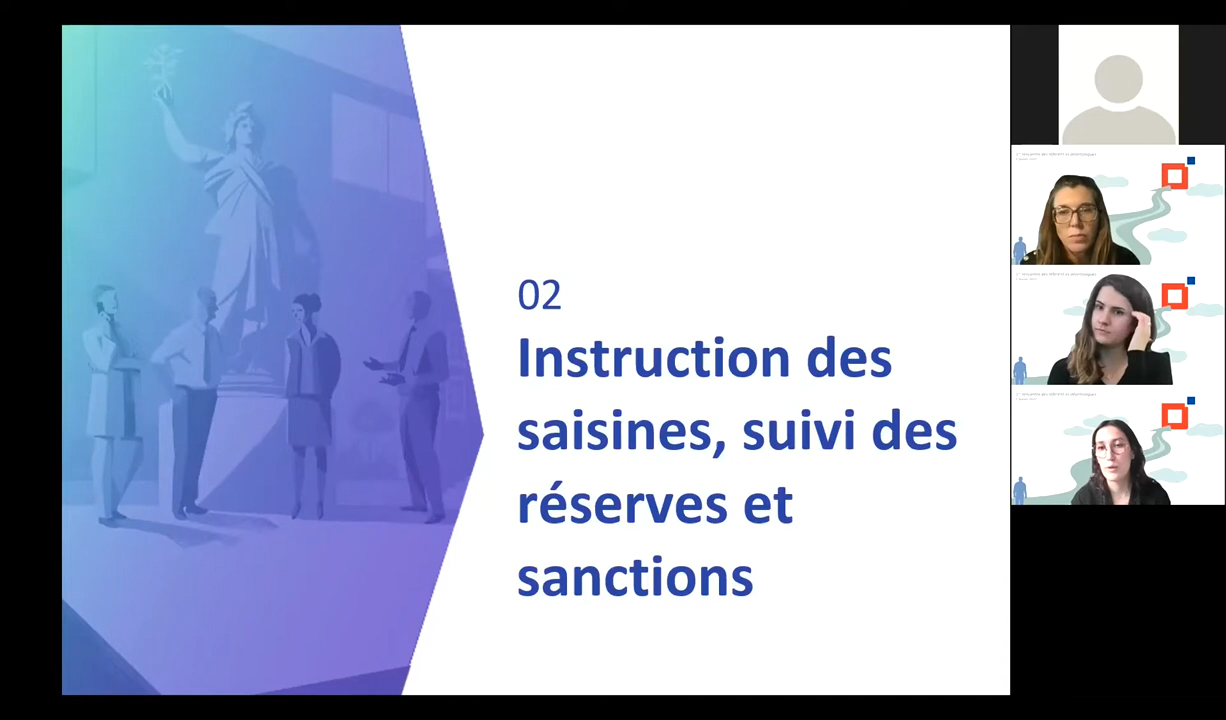 02
Instruction des
saisines, suivi des
réserves et
sanctions